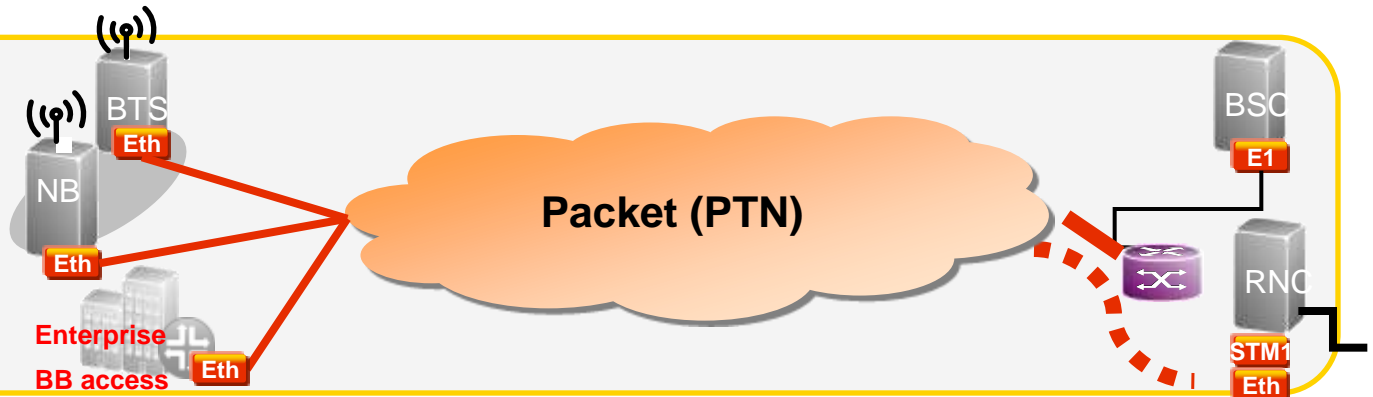 BTS
Eth
NB
Eth
Enterprise
BB access
Eth
Packet (PTN)
BSC
E1
RNC
STM1
Eth